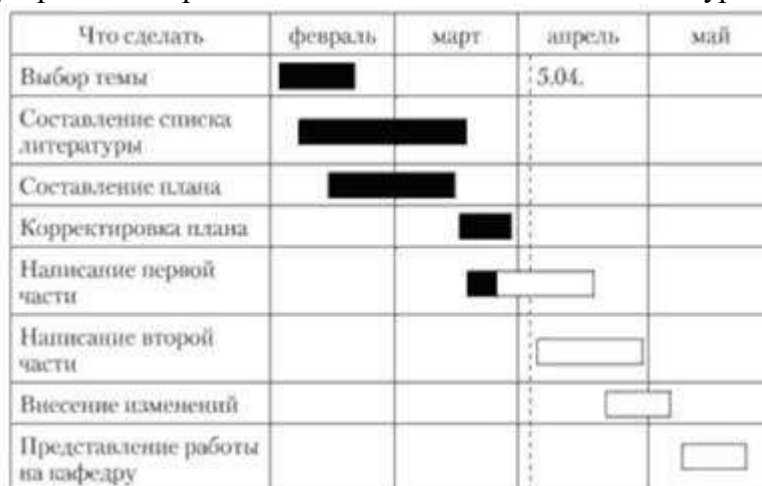 Что сделать февраль март апрель май
Выбор темы 5.04.
Составление списка
литературы
Составление плана
Корректировка плана
Написание первой
части
Написание второй
части
Внесение изменений
Представление работы
на кафедру